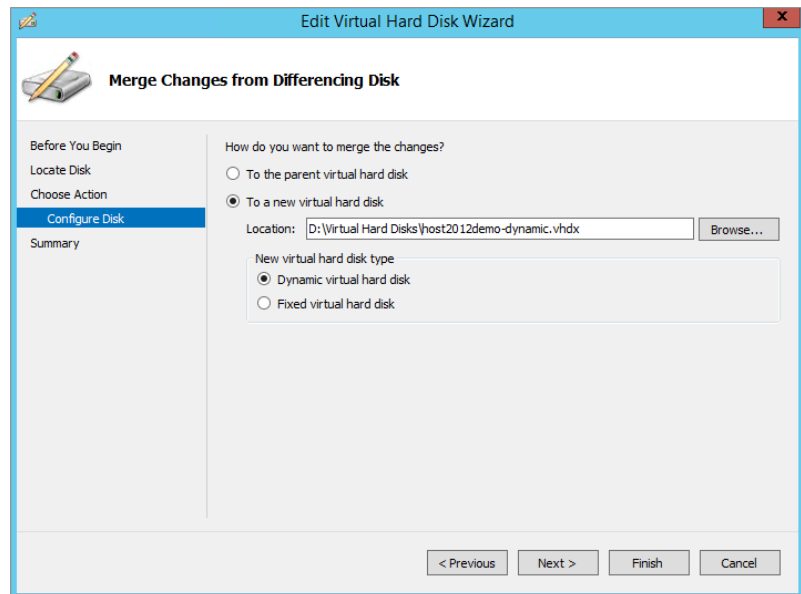 Edit Virtual Hard Disk Wizard
x
Merge Changes from Differencing Disk
Before You Begin
Locate Disk
Choose Action
Configure Disk
Summary
How do you want to merge the changes?
To the parent virtual hard disk
To a new virtual hard disk
Location: D:\Virtual Hard Disks\host2012demo-dynamic.vhdx Browse...
New virtual hard disk type
Dynamic virtual hard disk
Fixed virtual hard disk
< Previous Next > Finish Cancel